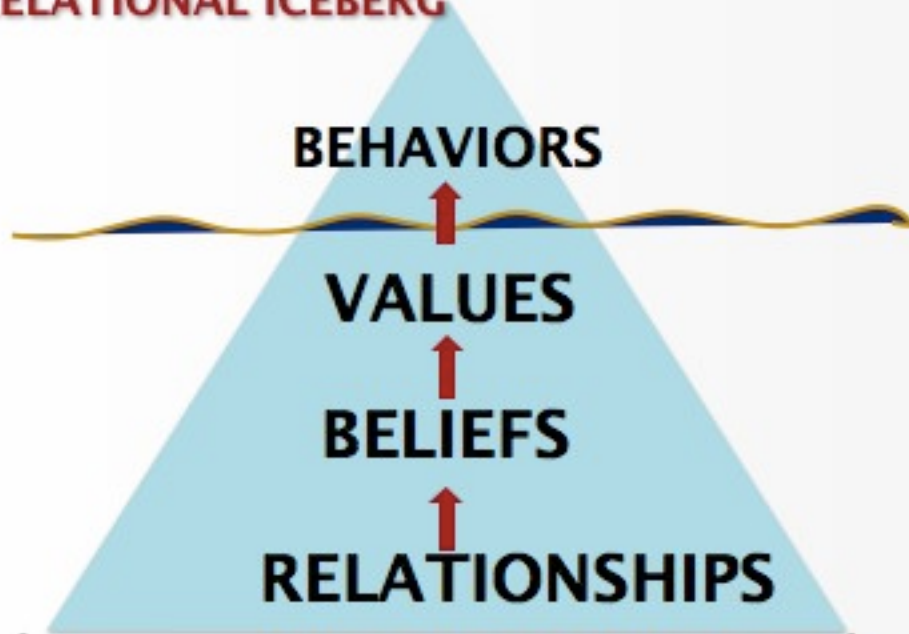 ELATIONAL ICEBERG
BEHAVIORS
VALUES
BELIEFS
RELATIONSHIPS